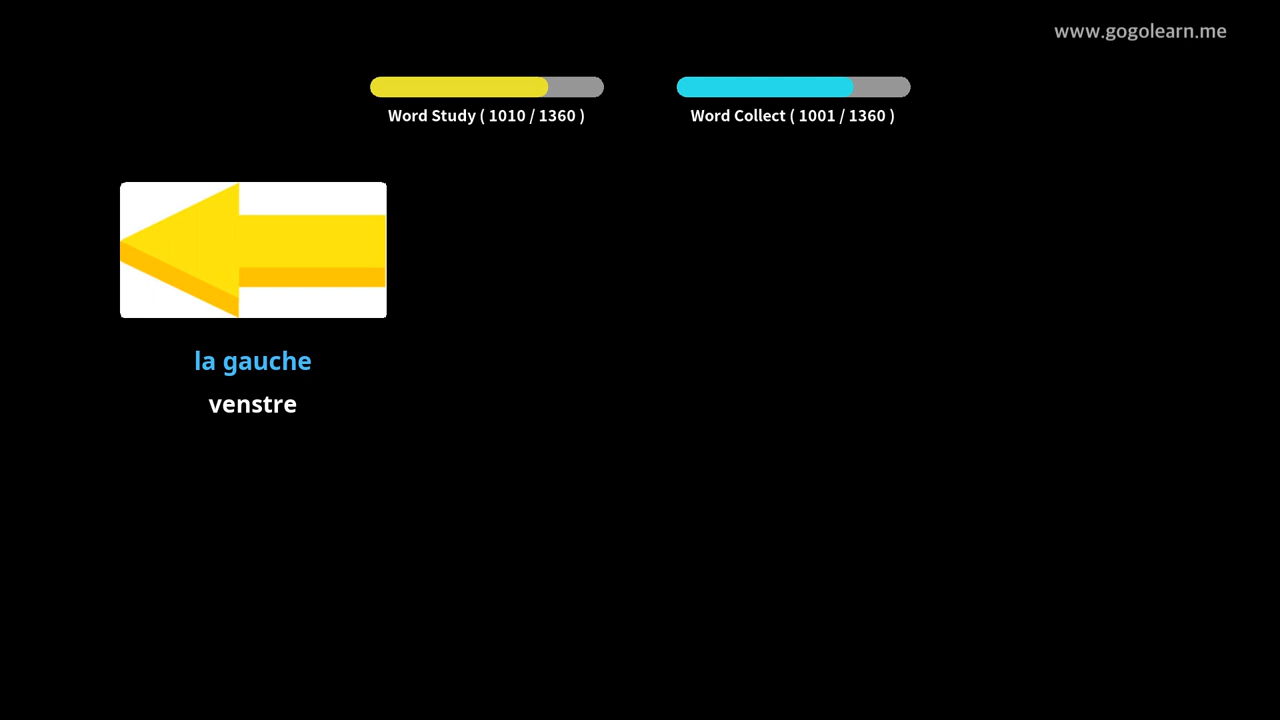 www.gogolearn.me
Word Study ( 1010 / 1360 )
Word Collect ( 1001 / 1360 )
la gauche
venstre